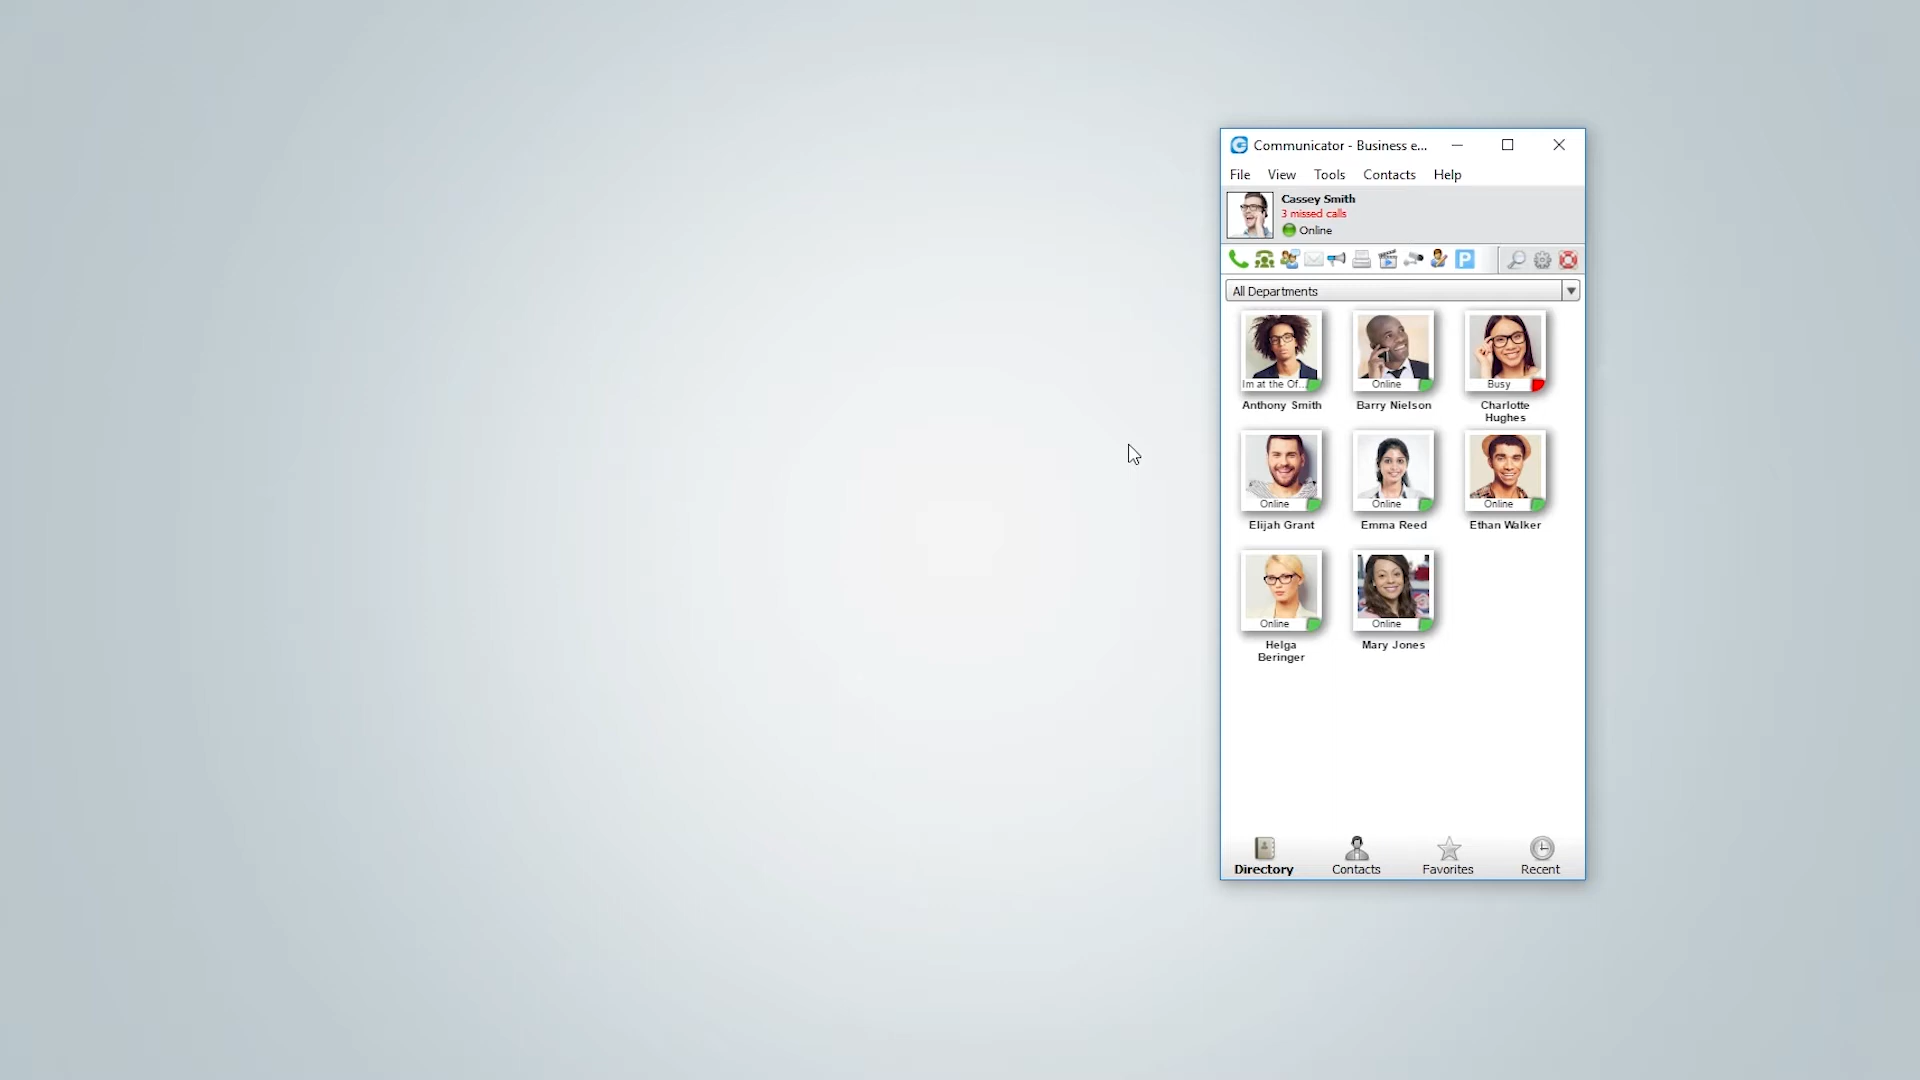 Communicator - Business e...
File View Tools Contacts Help
Cassey Smith
3 missed calls
Online
P
All Departments
Im at the Of... Online Busy
Anthony Smith Barry Nielson Charlotte
Hughes
Online Online Online
Elijah Grant Emma Reed Ethan Walker
Online Online
Helga Mary Jones
Beringer
Directory Contacts Favorites Recent